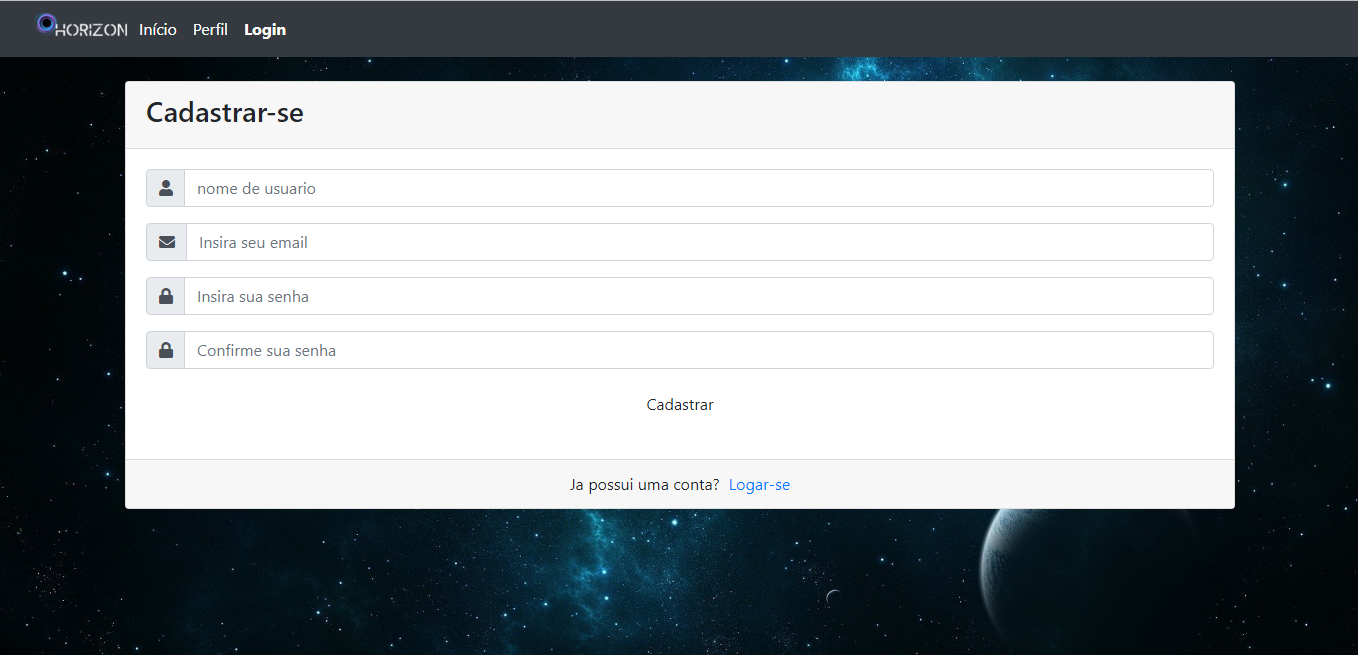 HORIZON Início Perfil Login
Cadastrar-se
nome de usuario
Insira seu email
Insira sua senha
Confirme sua senha
Cadastrar
Ja possui uma conta? Logar-se